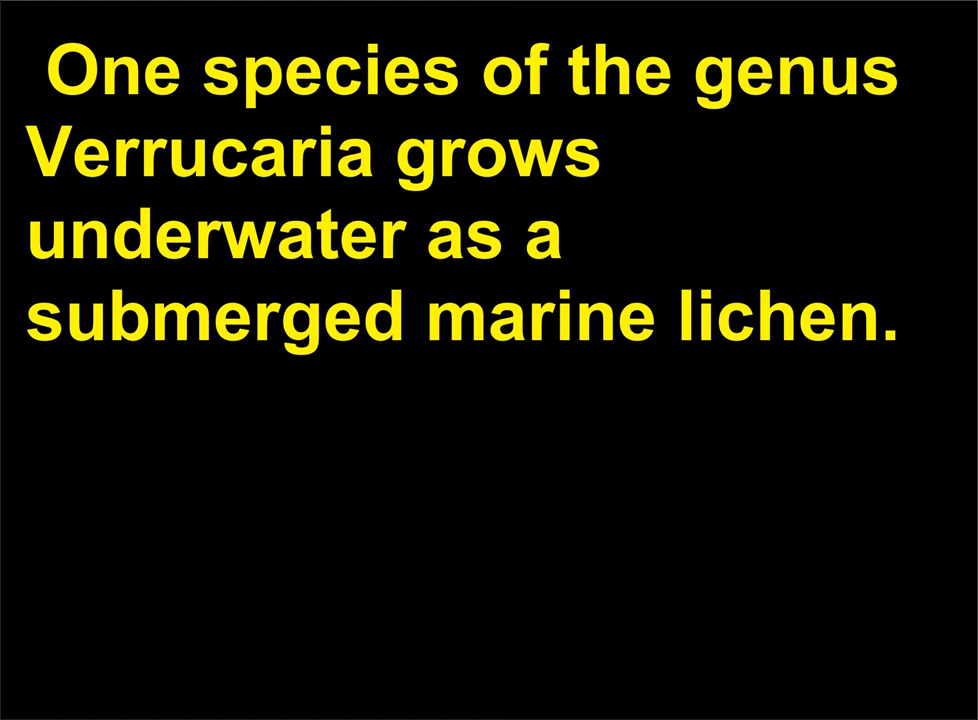 One species of the genus
Verrucaria grows
underwater as a
submerged marine lichen.